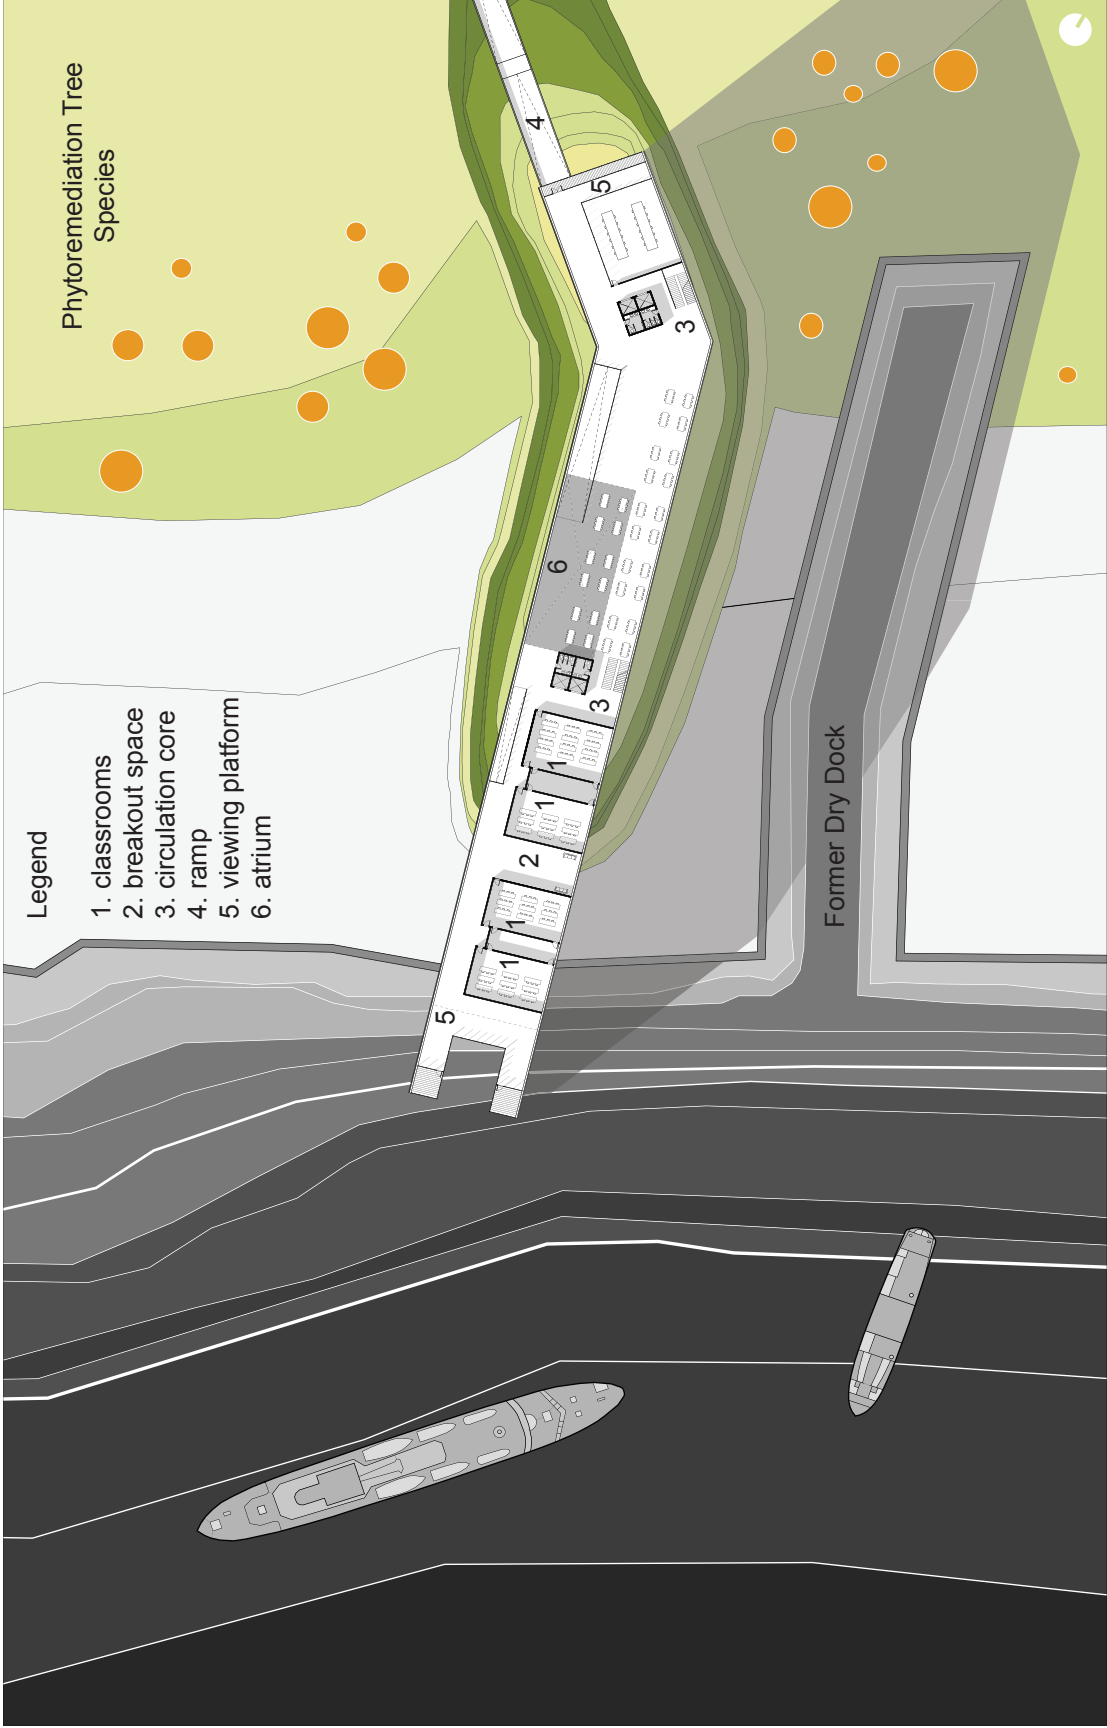 Phytoremediation Tree
Species
Legend
1. classrooms
2. breakout space
3. circulation core
4. ramp
5. viewing platform
6. atrium
4
5
3
6
3
1
1
2
1
1
5
Former Dry Dock